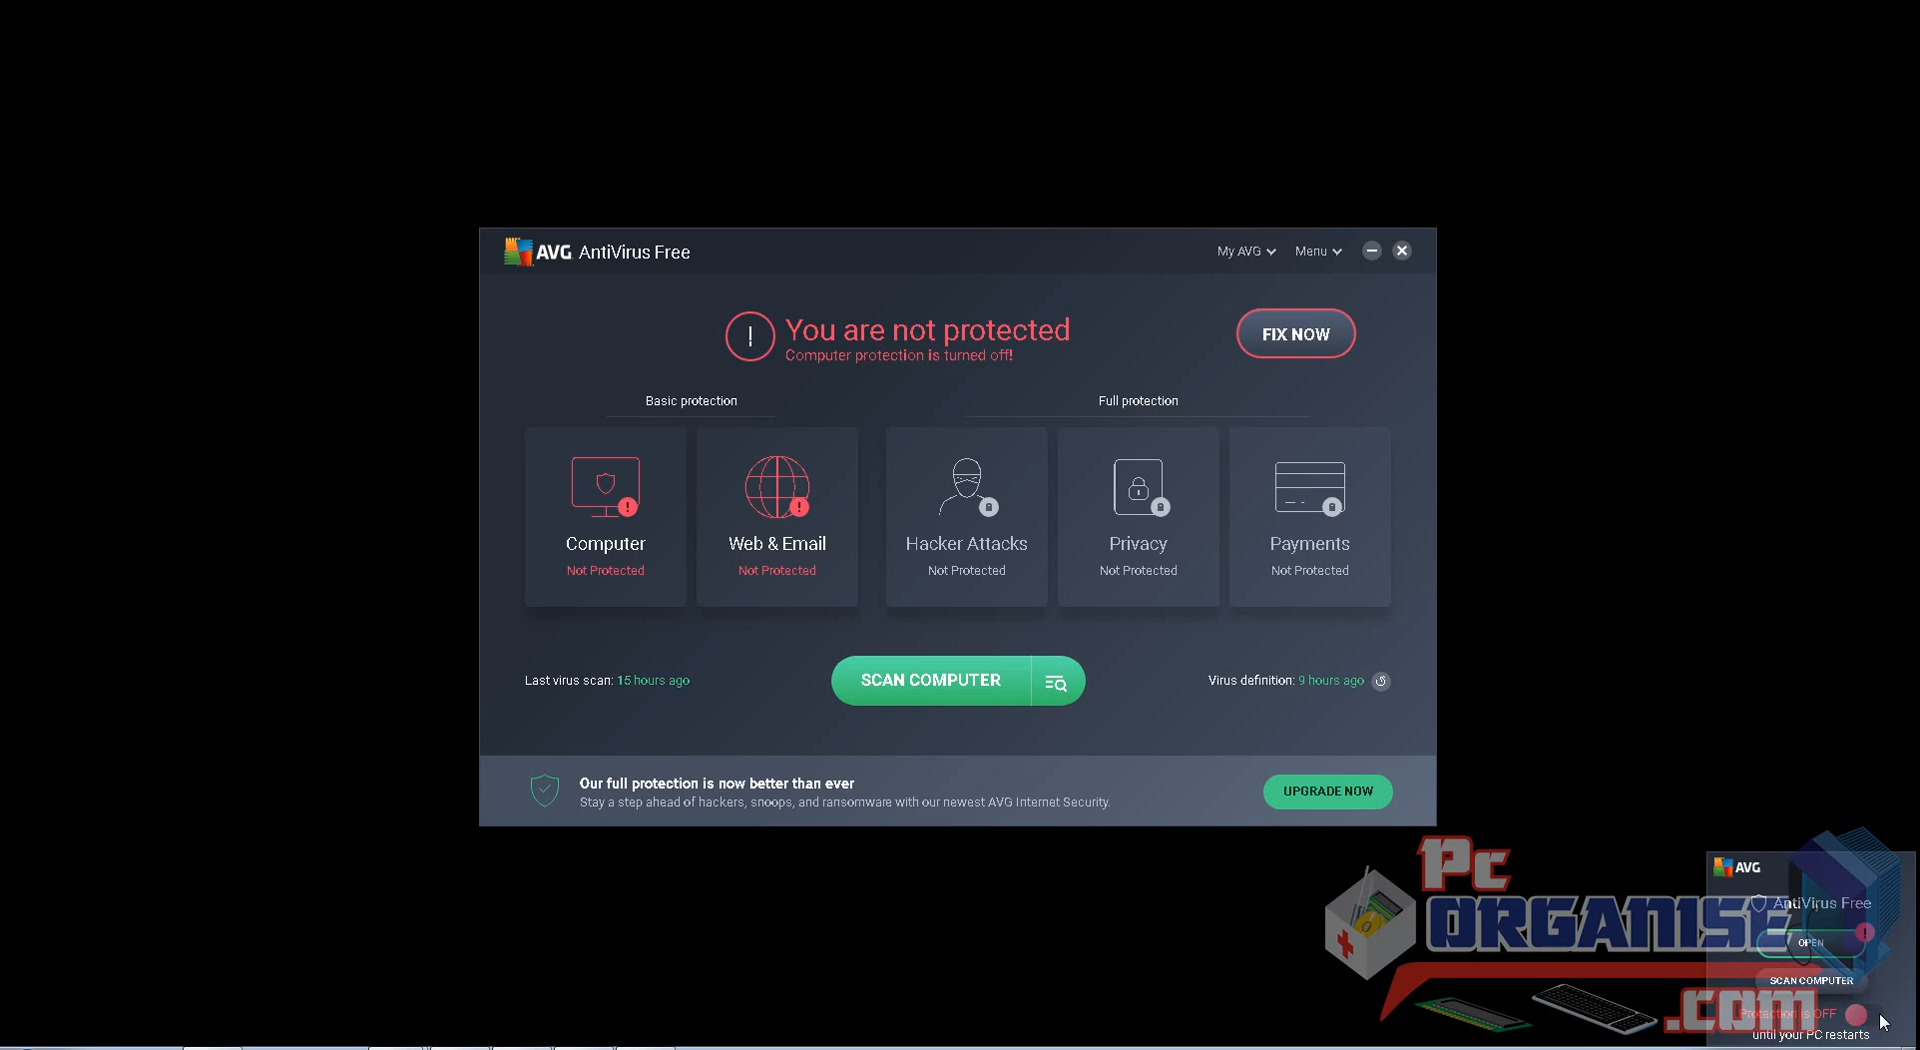 AVG AntiVirus Free
My AVG
Menu
You are not protected
Computer protection is turned off!
FIX NOW
Basic protection
Full protection
Computer
Not Protected
Web & Email
Not Protected
Hacker Attacks
Not Protected
Privacy
Not Protected
Payments
Not Protected
Last virus scan: 15 hours ago
SCAN COMPUTER
Virus definition: 9 hours ago
Our full protection is now better than ever
Stay a step ahead of hackers, snoops, and ransomware with our newest AVG Internet Security.
UPGRADE NOW
Pc
ORGANISE
.com
AVG
AntiVirus Free
OPEN
SCAN COMPUTER
Protection is OFF
until your PC restarts